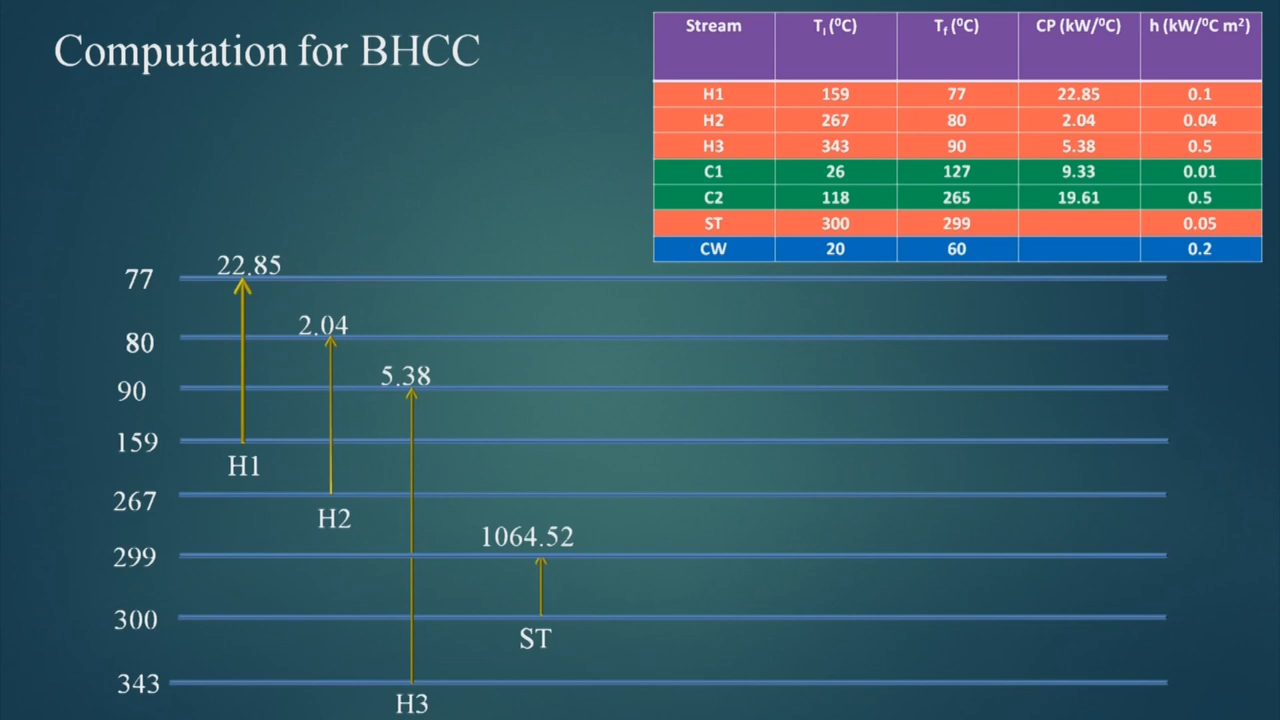 Computation for BHCC
Stream T_i (⁰C) T_f (⁰C) CP (kW/⁰C) h (kW/⁰C m²)
H1 159 77 22.85 0.1
H2 267 80 2.04 0.04
H3 343 90 5.38 0.5
C1 26 127 9.33 0.01
C2 118 265 19.61 0.5
ST 300 299 0.05
CW 20 60 0.2
22.85
77
2.04
80
5.38
90
159
H1
267
H2
1064.52
299
300
ST
343
H3